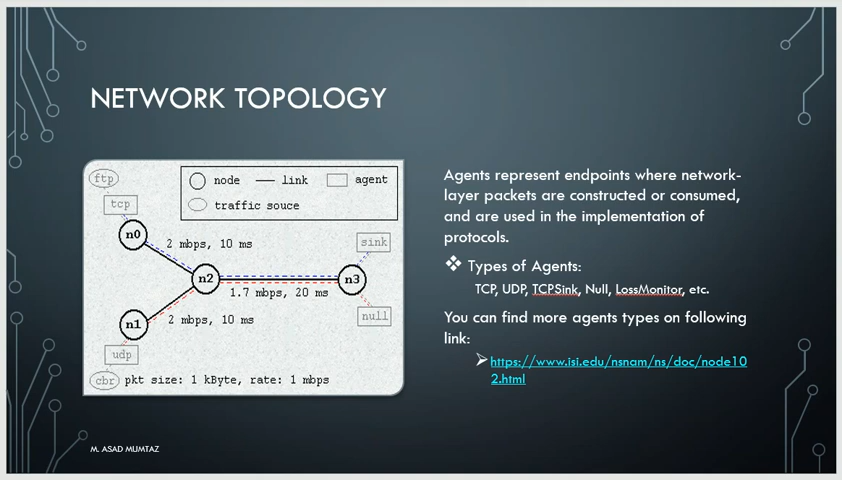 NETWORK TOPOLOGY
ftp
node link agent
tcp
traffic souce
n0
2 mbps, 10 ms
sink
n2
n3
1.7 mbps, 20 ms
n1
2 mbps, 10 ms
null
udp
cbr pkt size: 1 kByte, rate: 1 mbps
Agents represent endpoints where network-
layer packets are constructed or consumed,
and are used in the implementation of
protocols.
❖ Types of Agents:
TCP, UDP, TCPSink, Null, LossMonitor, etc.
You can find more agents types on following
link:
➢ https://www.isi.edu/nsnam/ns/doc/node10
2.html
M. ASAD MUMTAZ